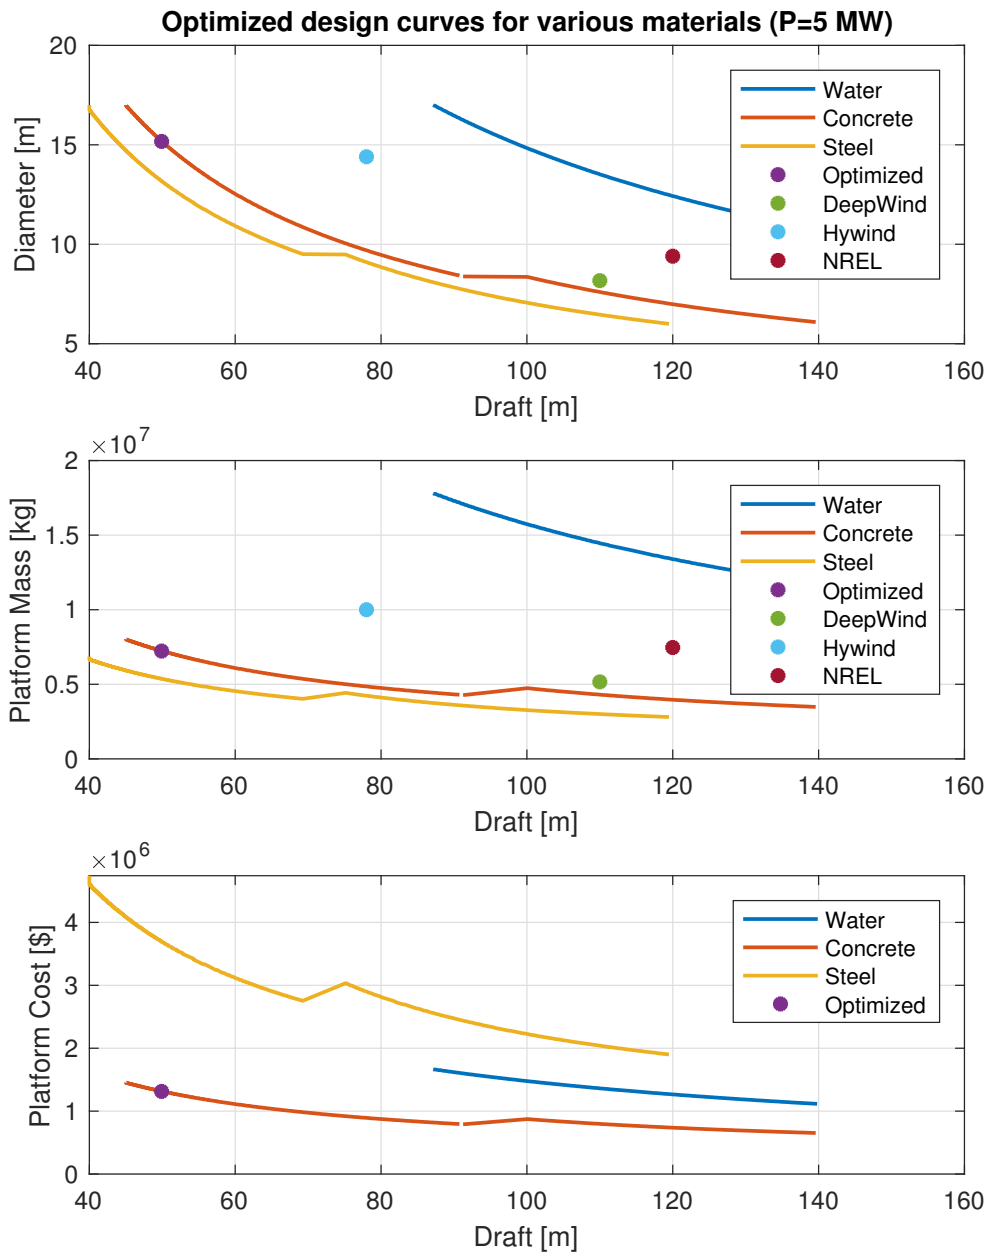 Optimized design curves for various materials (P=5 MW)
20
15
10
5
Diameter [m]
40 60 80 100 120 140 160
Draft [m]
Water
Concrete
Steel
Optimized
DeepWind
Hywind
NREL
×10^7
2
1.5
1
0.5
0
Platform Mass [kg]
40 60 80 100 120 140 160
Draft [m]
Water
Concrete
Steel
Optimized
DeepWind
Hywind
NREL
×10^6
4
3
2
1
0
Platform Cost [$]
40 60 80 100 120 140 160
Draft [m]
Water
Concrete
Steel
Optimized